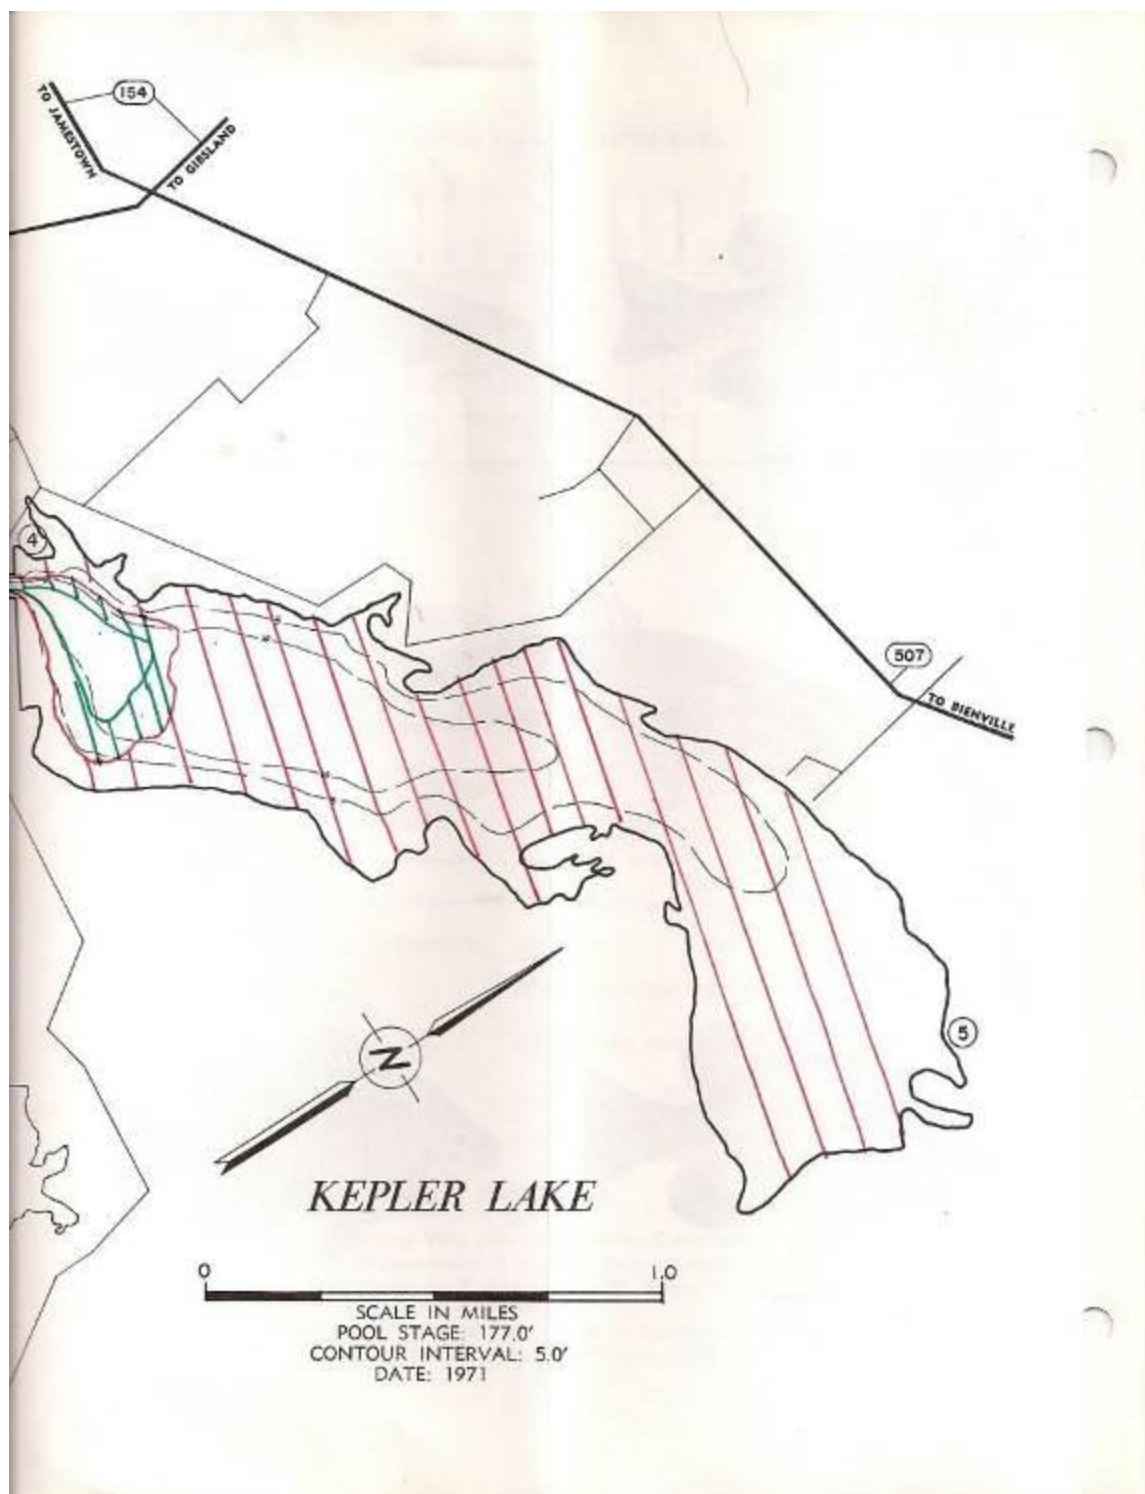 154
TO JAMESTOWN
TO GIBSLAND
4
507
TO BIENVILLE
5
N
KEPLER LAKE
0 1.0
SCALE IN MILES
POOL STAGE: 177.0'
CONTOUR INTERVAL: 5.0'
DATE: 1971